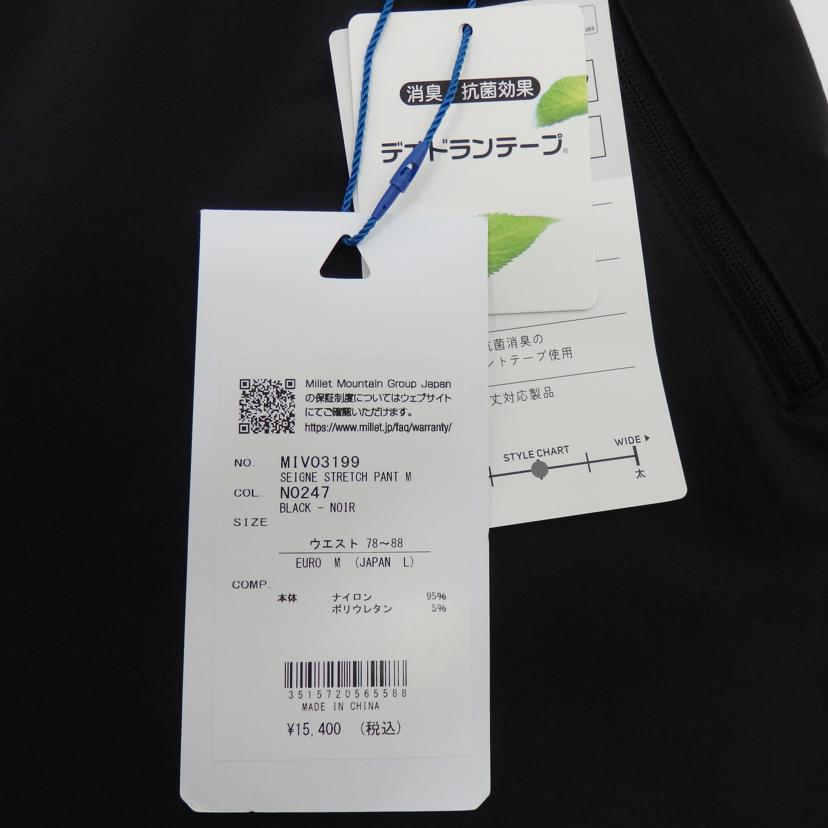 消臭 抗菌効果
デ ドランテープ®
菌消臭の
ントテープ使用
丈対応製品
STYLE CHART
WIDE
太
Millet Mountain Group Japan
の保証制度についてはウェブサイト
にてご確認いただけます。
https://www.millet.jp/faq/warranty/
NO. MIV03199
SEIGNE STRETCH PANT M
COL. N0247
BLACK - NOIR
SIZE
ウエスト 78～88
EURO M (JAPAN L)
COMP.
本体 ナイロン 95%
ポリウレタン 5%
3515720565588
MADE IN CHINA
¥15,400 (税込)